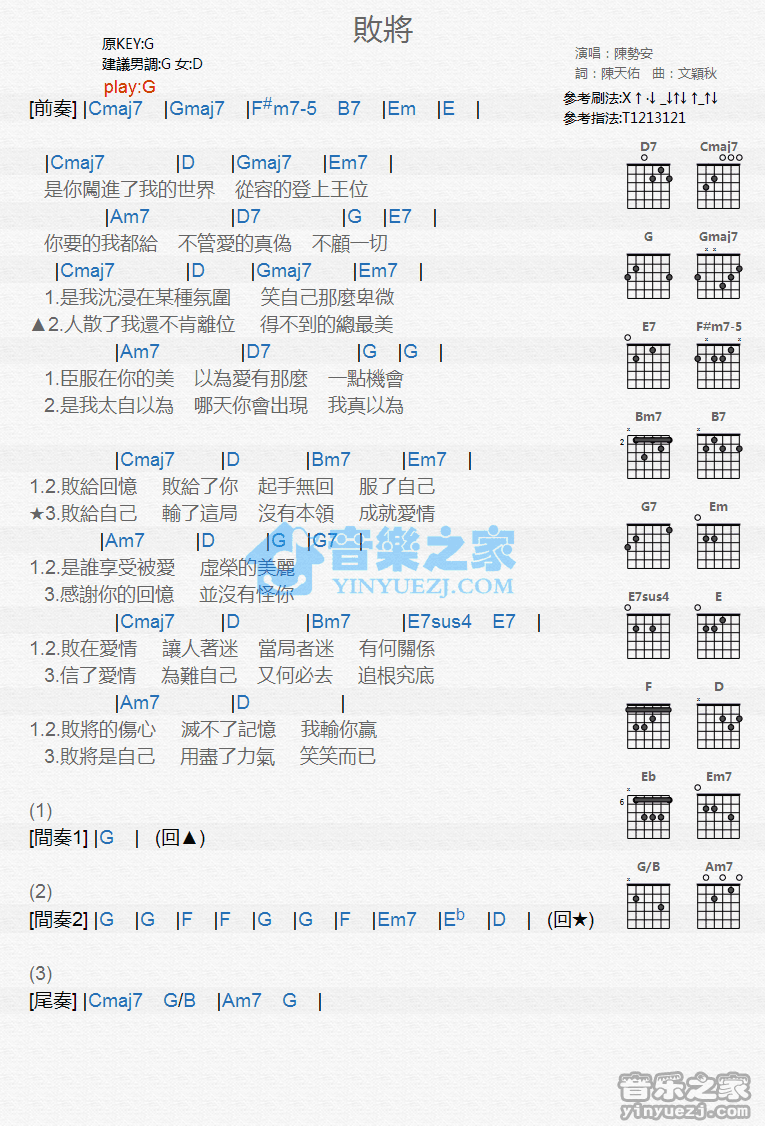 敗將
原KEY:G
建議男調:G 女:D
play:G
演唱：陳勢安
詞：陳天佑 曲：文穎秋
參考刷法:X↑·↓_↓↑↓↑_↑↓
參考指法:T1213121
[前奏] |Cmaj7 |Gmaj7 |F#m7-5 B7 |Em |E |
|Cmaj7 |D |Gmaj7 |Em7 |
是你闖進了我的世界 從容的登上王位
|Am7 |D7 |G |E7 |
你要的我都給 不管愛的真偽 不顧一切
|Cmaj7 |D |Gmaj7 |Em7 |
1.是我沈浸在某種氛圍 笑自己那麼卑微
▲2.人散了我還不肯離位 得不到的總最美
|Am7 |D7 |G |G |
1.臣服在你的美 以為愛有那麼 一點機會
2.是我太自以為 哪天你會出現 我真以為
|Cmaj7 |D |Bm7 |Em7 |
1.2.敗給回憶 敗給了你 起手無回 服了自己
★3.敗給自己 輸了這局 沒有本領 成就愛情
|Am7 |D |G |G7 |
1.2.是誰享受被愛 虛榮的美麗
3.感謝你的回憶 並沒有怪你
|Cmaj7 |D |Bm7 |E7sus4 E7 |
1.2.敗在愛情 讓人著迷 當局者迷 有何關係
3.信了愛情 為難自己 又何必去 追根究底
|Am7 |D |
1.2.敗將的傷心 滅不了記憶 我輸你贏
3.敗將是自己 用盡了力氣 笑笑而已
(1)
[間奏1] |G | (回▲)
(2)
[間奏2] |G |G |F |F |G |G |F |Em7 |Eb |D | (回★)
(3)
[尾奏] |Cmaj7 G/B |Am7 G |
D7 Cmaj7
G Gmaj7
x x
E7 F#m7-5
x x
Bm7 B7
x x
2
G7 Em
E7sus4 E
F D
x
Eb Em7
x
6
G/B Am7
x
音樂之家
YINYUEZJ.COM
音乐之家
yinyuezj.com